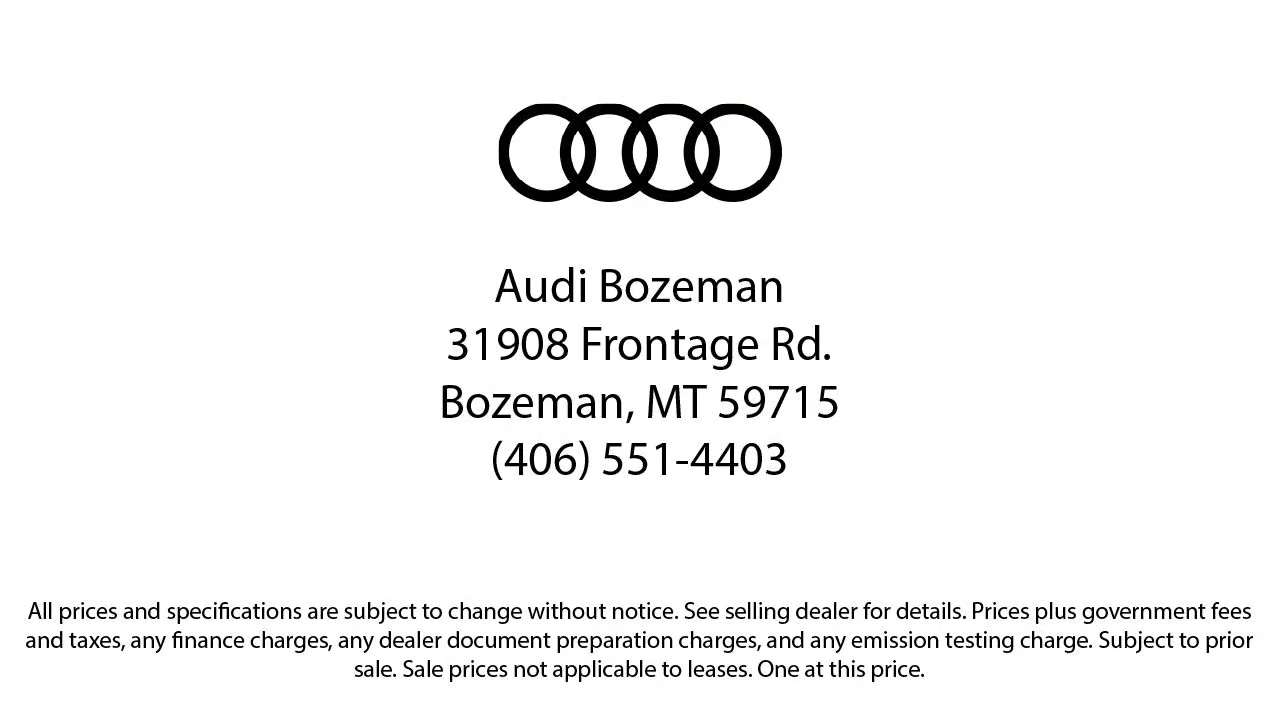 Audi Bozeman
31908 Frontage Rd.
Bozeman, MT 59715
(406) 551-4403
All prices and specifications are subject to change without notice. See selling dealer for details. Prices plus government fees
and taxes, any finance charges, any dealer document preparation charges, and any emission testing charge. Subject to prior
sale. Sale prices not applicable to leases. One at this price.